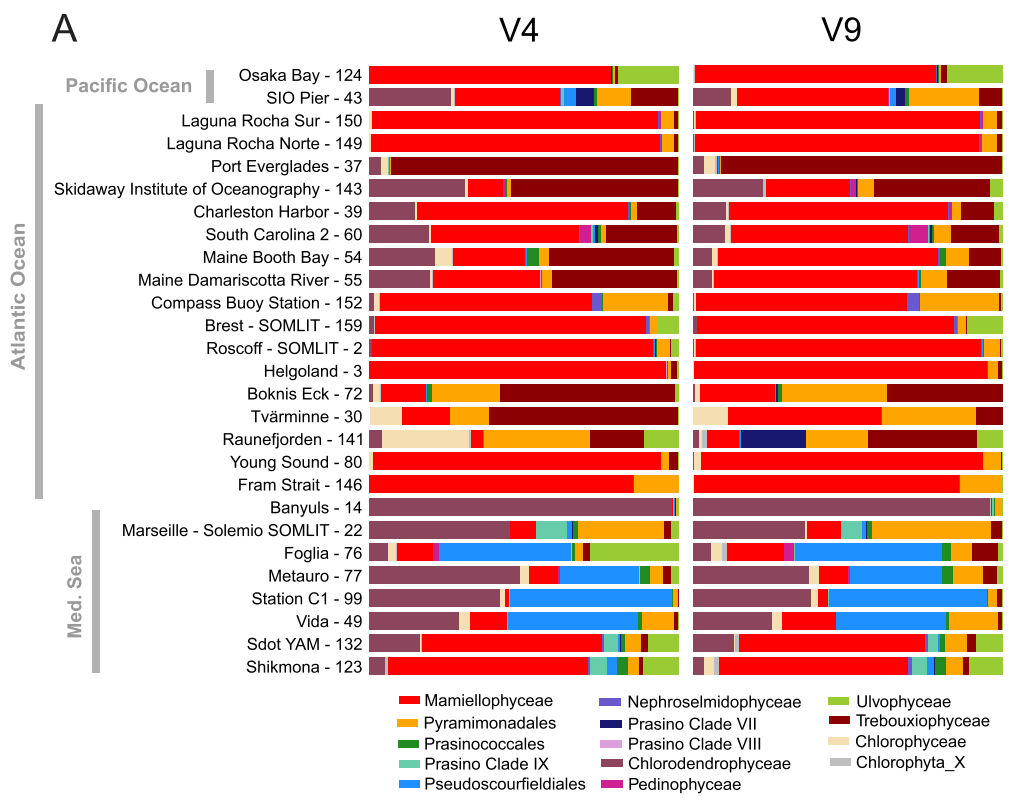 A
V4 V9
Pacific Ocean
Osaka Bay - 124
SIO Pier - 43
Atlantic Ocean
Laguna Rocha Sur - 150
Laguna Rocha Norte - 149
Port Everglades - 37
Skidaway Institute of Oceanography - 143
Charleston Harbor - 39
South Carolina 2 - 60
Maine Booth Bay - 54
Maine Damariscotta River - 55
Compass Buoy Station - 152
Brest - SOMLIT - 159
Roscoff - SOMLIT - 2
Helgoland - 3
Boknis Eck - 72
Tvärminne - 30
Raunefjorden - 141
Young Sound - 80
Fram Strait - 146
Med. Sea
Banyuls - 14
Marseille - Solemio SOMLIT - 22
Foglia - 76
Metauro - 77
Station C1 - 99
Vida - 49
Sdot YAM - 132
Shikmona - 123
Mamiellophyceae
Pyramimonadales
Prasinococcales
Prasino Clade IX
Pseudoscourfieldiales
Nephroselmidophyceae
Prasino Clade VII
Prasino Clade VIII
Chlorodendrophyceae
Pedinophyceae
Ulvophyceae
Trebouxiophyceae
Chlorophyceae
Chlorophyta_X